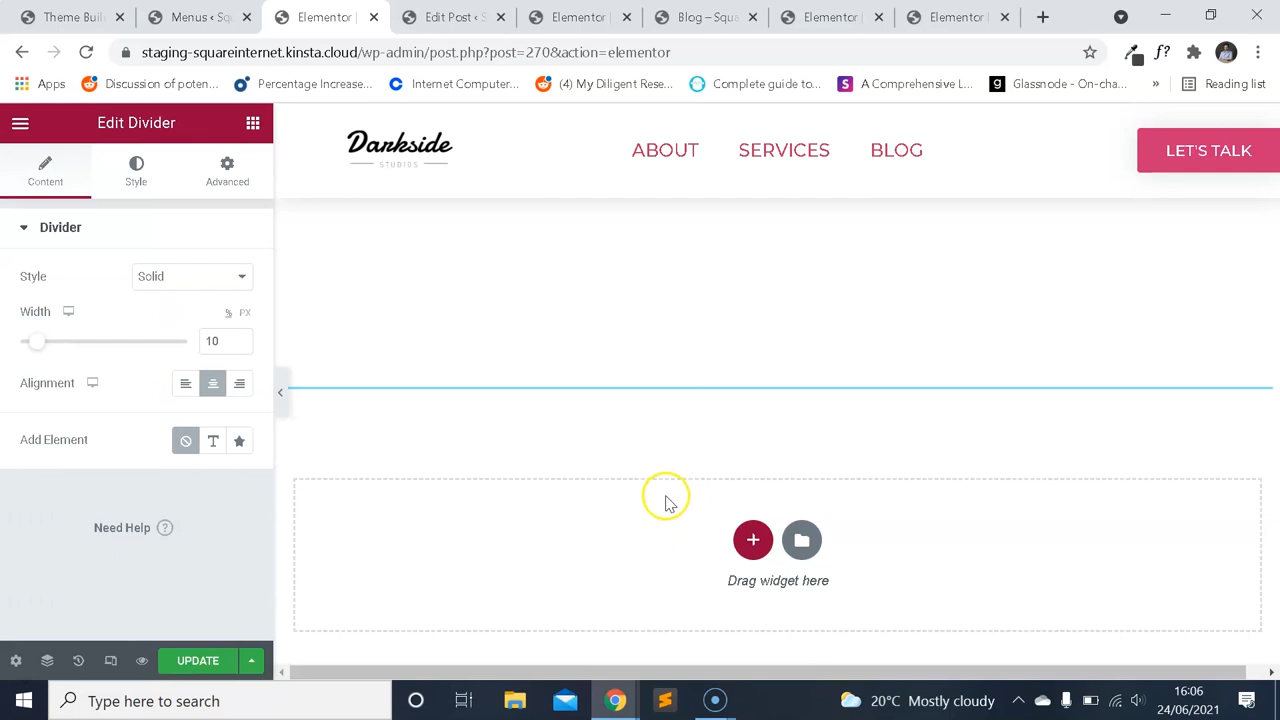 Theme Buil
Menus ‹ Squ
Elementor |
Edit Post ‹ S
Elementor |
Blog – Squa
Elementor |
Elementor |
staging-squareinternet.kinsta.cloud/wp-admin/post.php?post=270&action=elementor
f?
Apps
Discussion of poten...
Percentage Increase...
Internet Computer...
(4) My Diligent Rese...
Complete guide to...
A Comprehensive L...
Glassnode - On-cha...
»
Reading list
Edit Divider
Content
Style
Advanced
Divider
Style
Solid
Width
%
PX
10
Alignment
Add Element
Need Help ?
UPDATE
Darkside
STUDIOS
ABOUT
SERVICES
BLOG
LET'S TALK
Drag widget here
Type here to search
20°C Mostly cloudy
16:06
24/06/2021